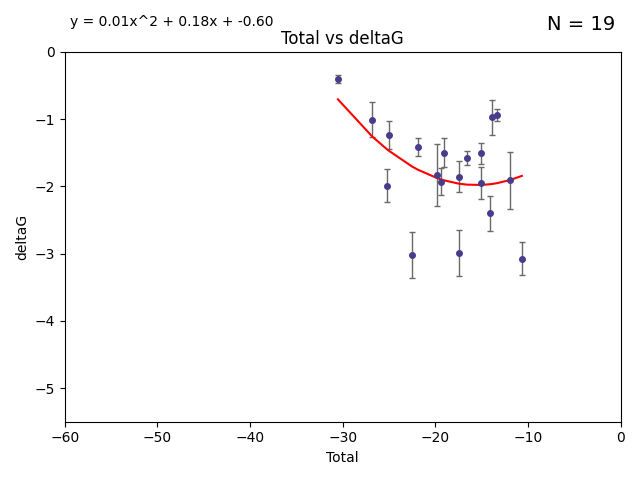 y = 0.01x^2 + 0.18x + -0.60
N = 19
Total vs deltaG
0
−1
−2
−3
−4
−5
deltaG
−60
−50
−40
−30
−20
−10
0
Total